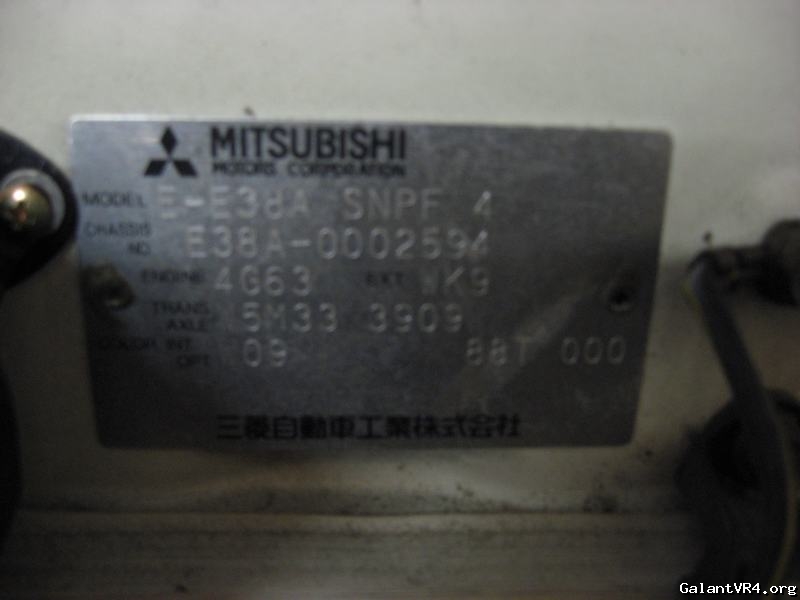 MITSUBISHI
MOTORS CORPORATION
MODEL E-E38A SNPF 4
CHASSIS NO. E38A-0002594
ENGINE 4G63 EXT WK9
TRANS. AXLE W5M33 3909
COLOR INT OPT 09 88T 000
三菱自動車工業株式会社
GalantVR4.org